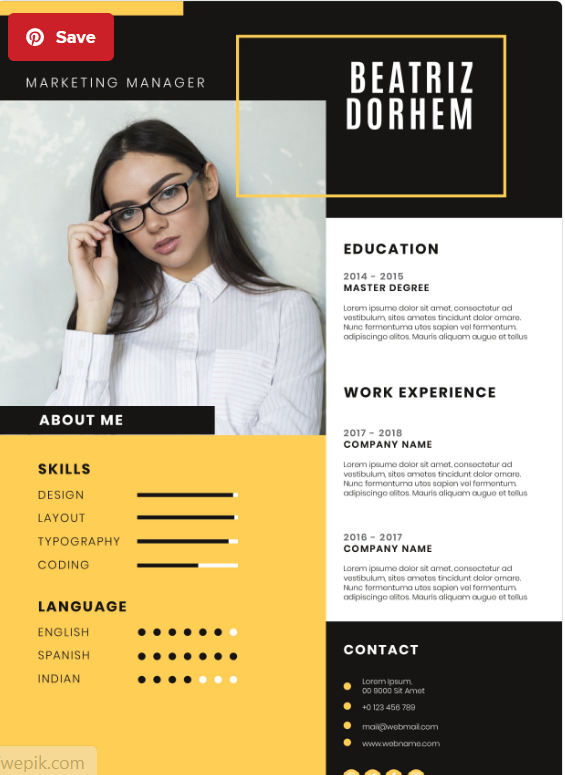 Save
MARKETING MANAGER
BEATRIZ
DORHEM
ABOUT ME
SKILLS
DESIGN
LAYOUT
TYPOGRAPHY
CODING
LANGUAGE
ENGLISH
SPANISH
INDIAN
EDUCATION
2014 - 2015
MASTER DEGREE
Lorem ipsume dolor sit amet, consectetur ad
vestibulum, sites ametes tincidunt dolor ornare.
Nunc fermentuma utes sapien vel fermentum.
adipiscingo elitos. Mauris aliquam augue et tellus
WORK EXPERIENCE
2017 - 2018
COMPANY NAME
Lorem ipsume dolor sit amet, consectetur ad
vestibulum, sites ametes tincidunt dolor ornare.
Nunc fermentuma utes sapien vel fermentum.
adipiscingo elitos. Mauris aliquam augue et tellus
2016 - 2017
COMPANY NAME
Lorem ipsume dolor sit amet, consectetur ad
vestibulum, sites ametes tincidunt dolor ornare.
Nunc fermentuma utes sapien vel fermentum.
adipiscingo elitos. Mauris aliquam augue et tellus
CONTACT
Lorem Ipsum,
00 9000 Sit Amet
+0 123 456 789
mail@webmail.com
www.webname.com
wepik.com